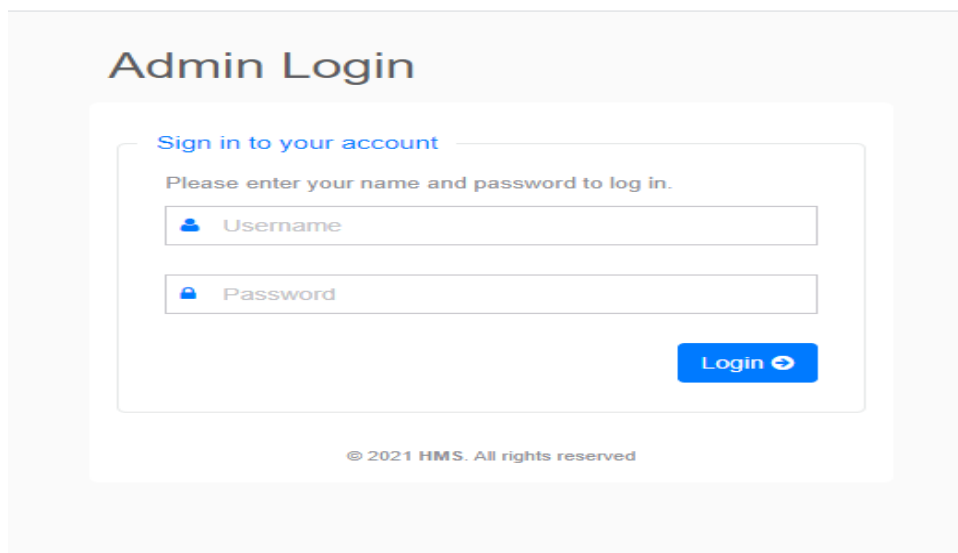 Admin Login
Sign in to your account
Please enter your name and password to log in.
Username
Password
Login
© 2021 HMS. All rights reserved